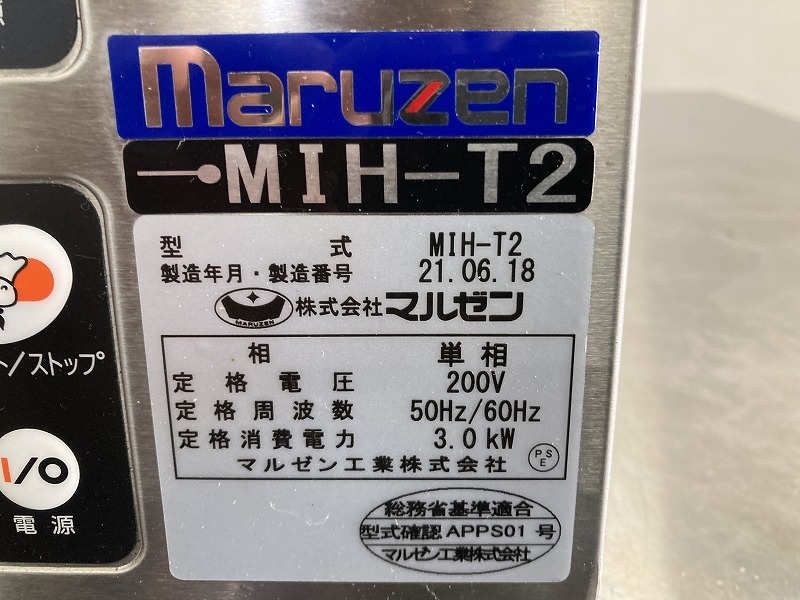 源
maruzen
MIH-T2
型式 MIH-T2
製造年月・製造番号 21.06.18
MARUZEN 株式会社マルゼン
相 単相
定格電圧 200V
定格周波数 50Hz/60Hz
定格消費電力 3.0kW
マルゼン工業株式会社 PSE
総務省基準適合
型式確認 APPS01 号
マルゼン工業株式会社
ト/ストップ
I/O
電源